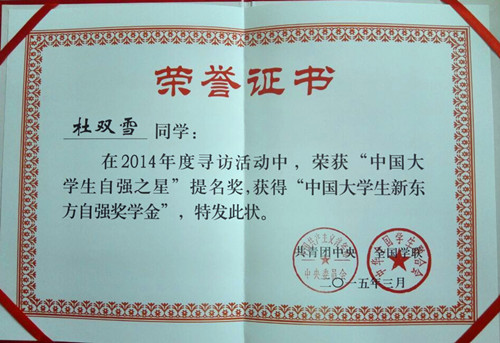 荣誉证书
杜双雪 同学：
在2014年度寻访活动中，荣获“中国大
学生自强之星”提名奖，获得“中国大学生新东
方自强奖学金”，特发此状。
共青团中央 全国学联
二〇一五年三月